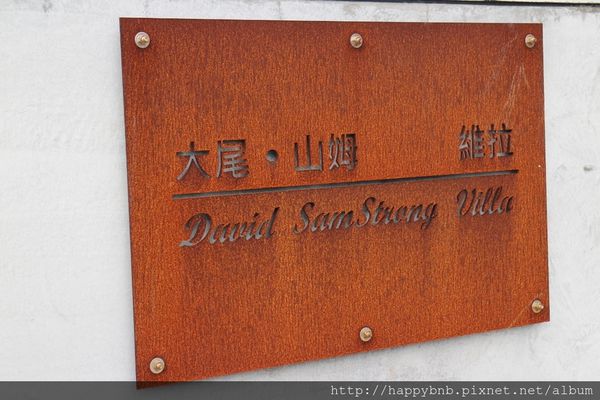 大尾·山姆 維拉
David SamStrong Villa
http://happybnb.pixnet.net/album